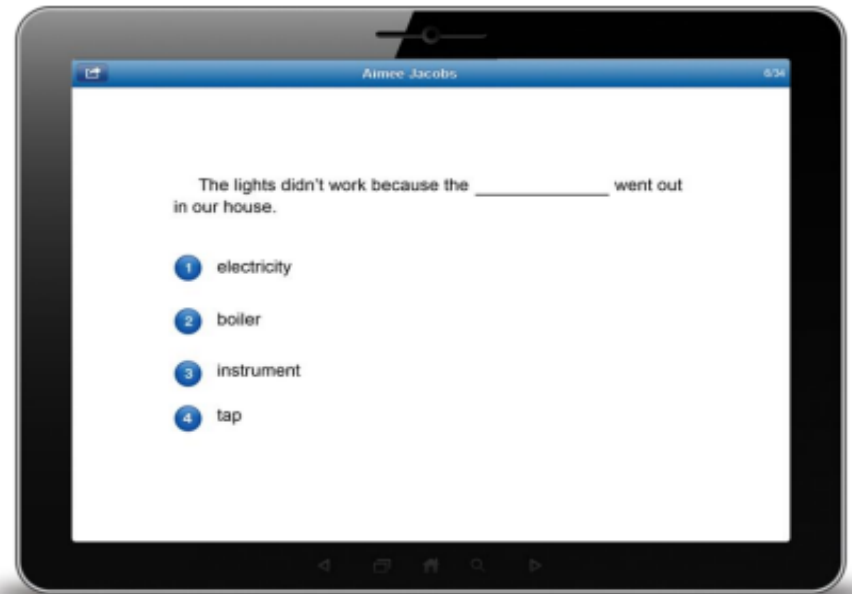 Aimee Jacobs
6/34
The lights didn't work because the ______________ went out
in our house.
1 electricity
2 boiler
3 instrument
4 tap